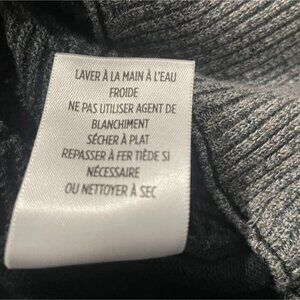 LAVER À LA MAIN À L'EAU
FROIDE
NE PAS UTILISER AGENT DE
BLANCHIMENT
SÉCHER À PLAT
REPASSER À FER TIÈDE SI
NÉCESSAIRE
OU NETTOYER À SEC